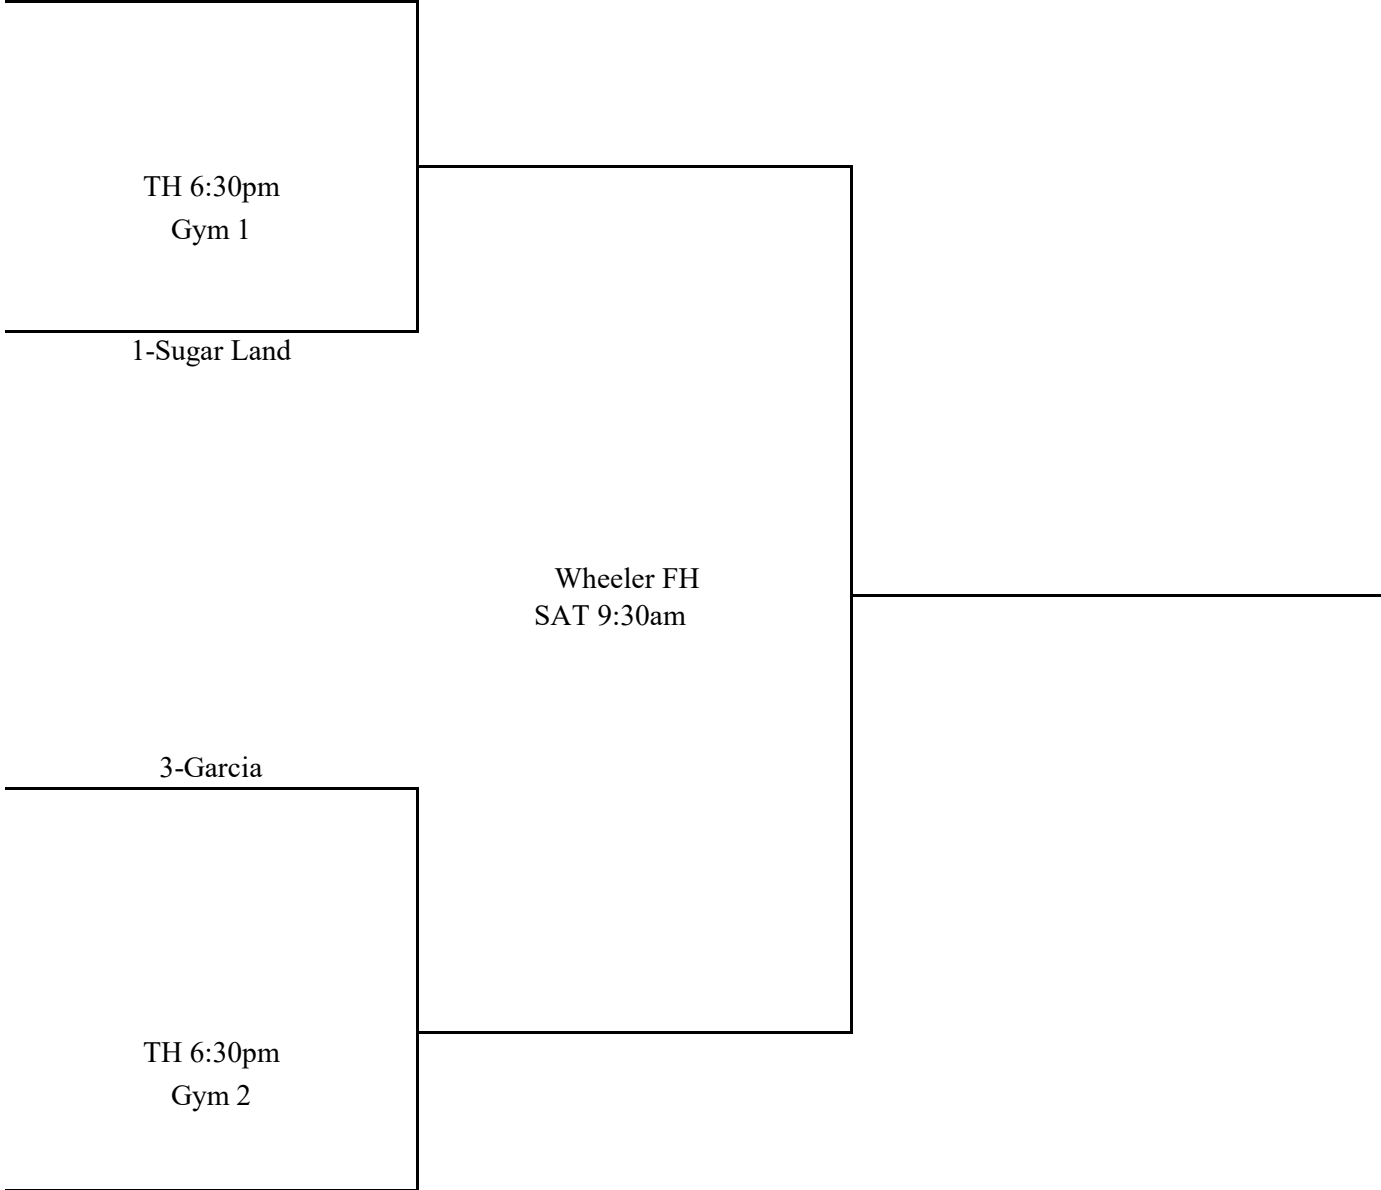 TH 6:30pm
Gym 1
1-Sugar Land
Wheeler FH
SAT 9:30am
3-Garcia
TH 6:30pm
Gym 2